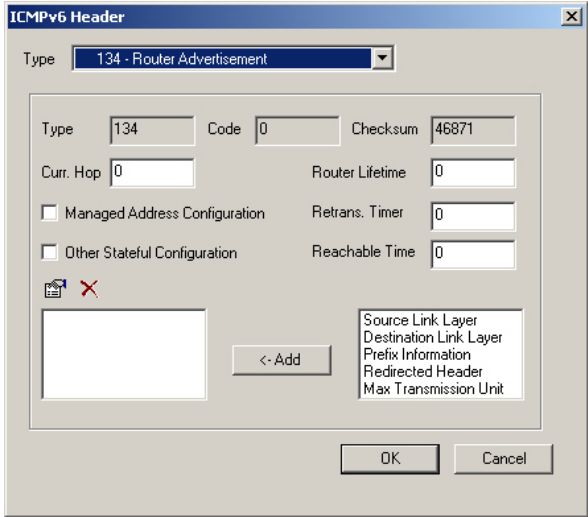 ICMPv6 Header
Type 134 - Router Advertisement
Type 134 Code 0 Checksum 46871
Curr. Hop 0 Router Lifetime 0
Managed Address Configuration Retrans. Timer 0
Other Stateful Configuration Reachable Time 0
Source Link Layer
Destination Link Layer
Prefix Information
Redirected Header
Max Transmission Unit
<- Add
OK Cancel